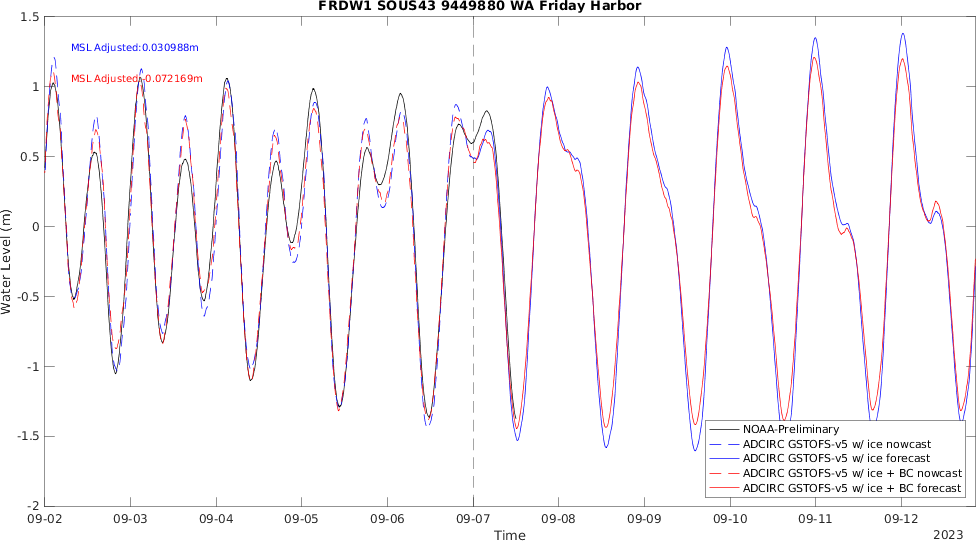 FRDW1 SOUS43 9449880 WA Friday Harbor
MSL Adjusted:0.030988m
MSL Adjusted:-0.072169m
1.5
1
0.5
0
-0.5
-1
-1.5
-2
Water Level (m)
NOAA-Preliminary
ADCIRC GSTOFS-v5 w/ ice nowcast
ADCIRC GSTOFS-v5 w/ ice forecast
ADCIRC GSTOFS-v5 w/ ice + BC nowcast
ADCIRC GSTOFS-v5 w/ ice + BC forecast
09-02 09-03 09-04 09-05 09-06 09-07 09-08 09-09 09-10 09-11 09-12
Time
2023